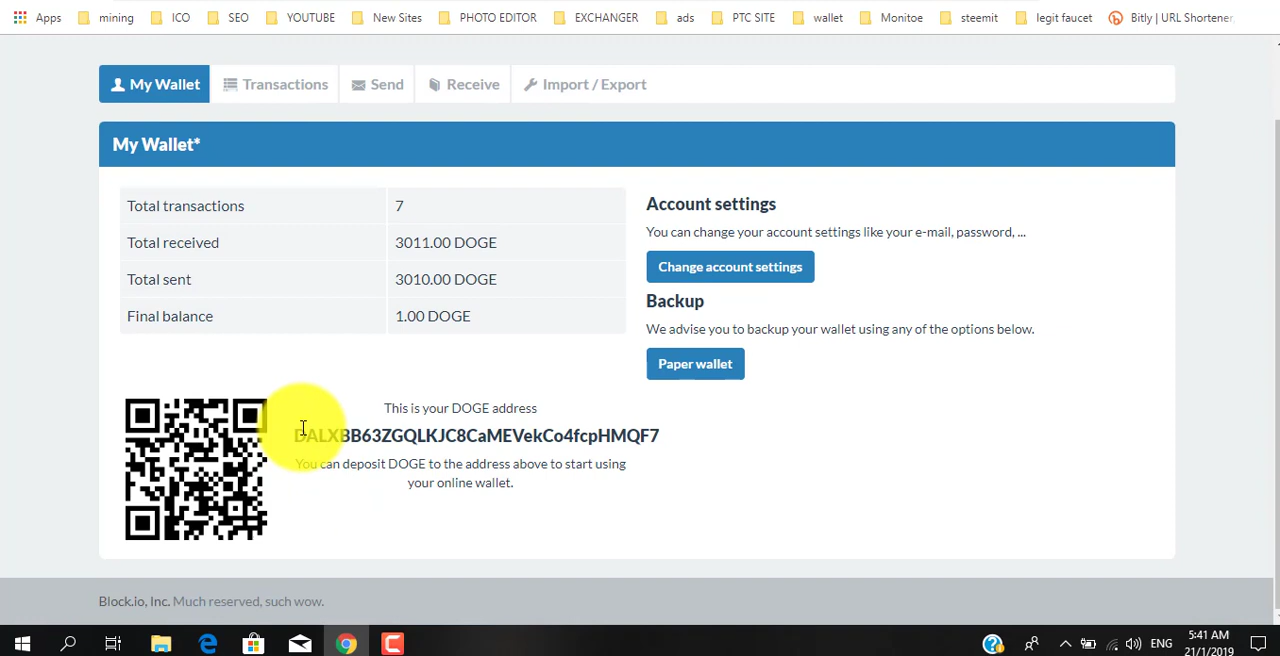 Apps mining ICO SEO YOUTUBE New Sites PHOTO EDITOR EXCHANGER ads PTC SITE wallet Monitoe steemit legit faucet Bitly | URL Shortener,
My Wallet Transactions Send Receive Import / Export
My Wallet*
Total transactions 7
Total received 3011.00 DOGE
Total sent 3010.00 DOGE
Final balance 1.00 DOGE
Account settings
You can change your account settings like your e-mail, password, ...
Change account settings
Backup
We advise you to backup your wallet using any of the options below.
Paper wallet
This is your DOGE address
DALXBB63ZGQLKJC8CaMEVekCo4fcpHMQF7
You can deposit DOGE to the address above to start using
your online wallet.
Block.io, Inc. Much reserved, such wow.
ENG
5:41 AM
21/1/2019